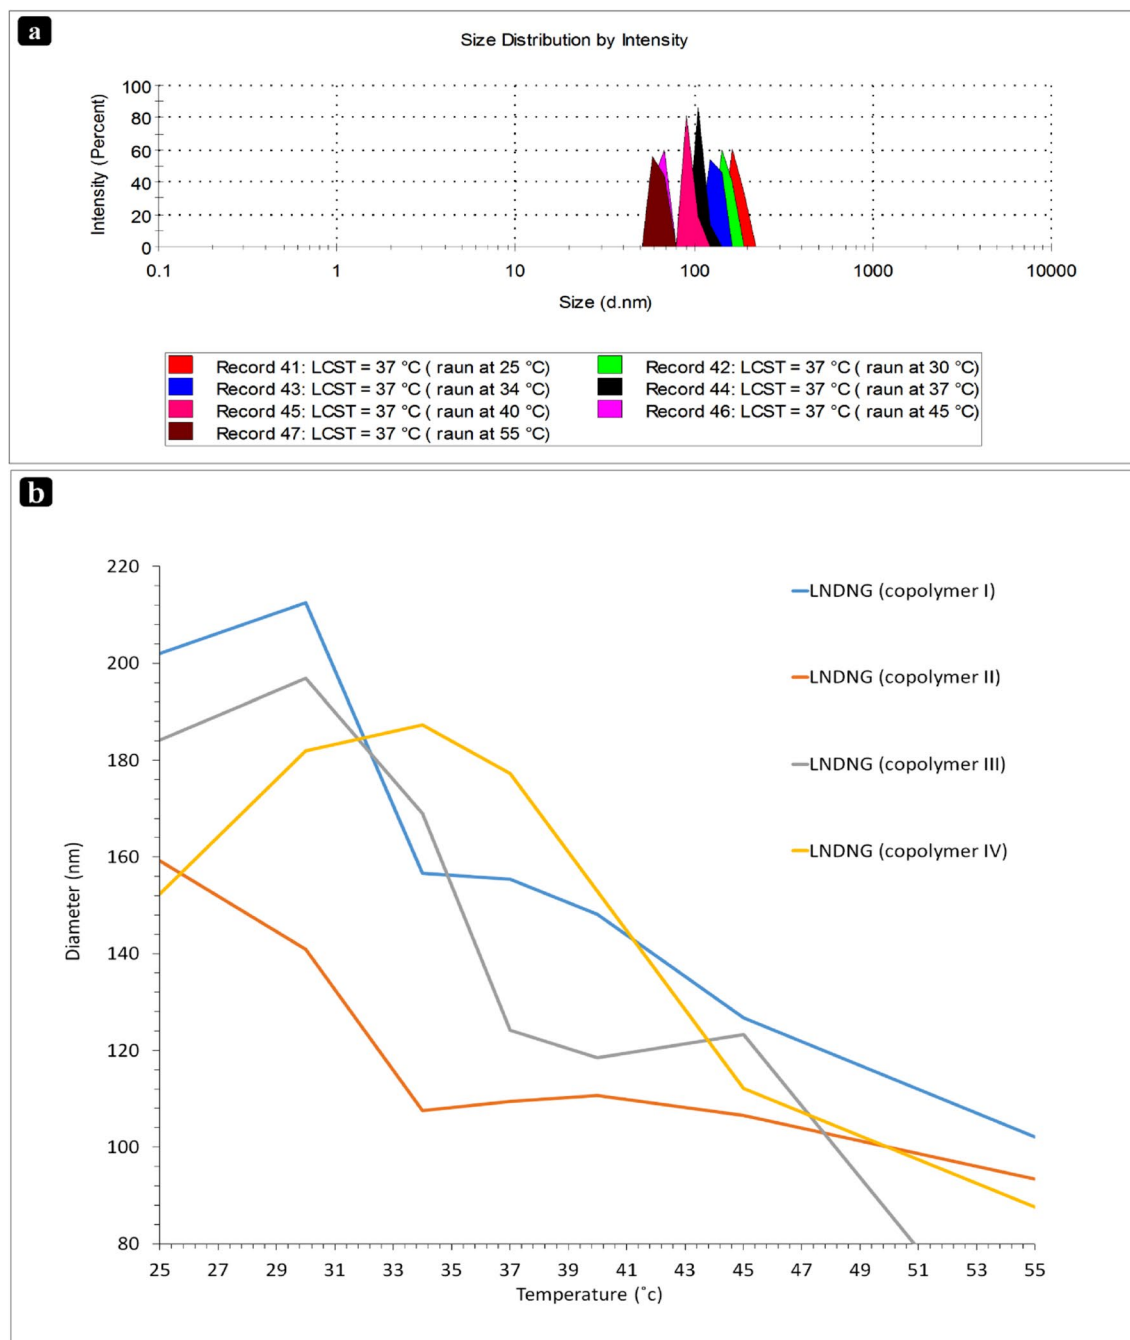 a
Size Distribution by Intensity
Intensity (Percent)
100
80
60
40
20
0
0.1 1 10 100 1000 10000
Size (d.nm)
Record 41: LCST = 37 °C ( raun at 25 °C) Record 42: LCST = 37 °C ( raun at 30 °C)
Record 43: LCST = 37 °C ( raun at 34 °C) Record 44: LCST = 37 °C ( raun at 37 °C)
Record 45: LCST = 37 °C ( raun at 40 °C) Record 46: LCST = 37 °C ( raun at 45 °C)
Record 47: LCST = 37 °C ( raun at 55 °C)
b
Diameter (nm)
220
200
180
160
140
120
100
80
LNDNG (copolymer I)
LNDNG (copolymer II)
LNDNG (copolymer III)
LNDNG (copolymer IV)
25 27 29 31 33 35 37 39 41 43 45 47 49 51 53 55
Temperature (˚c)